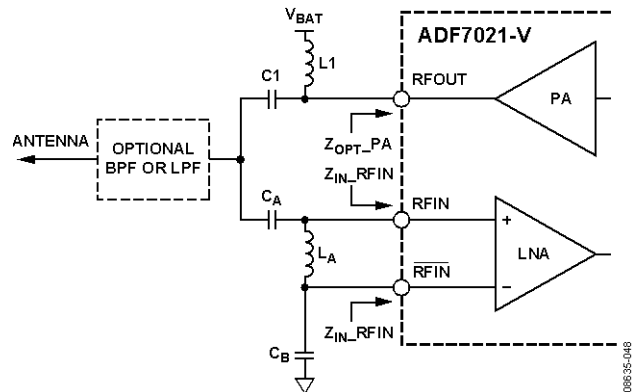 VBAT
ADF7021-V
L1
C1
RFOUT
PA
ANTENNA
OPTIONAL
BPF OR LPF
ZOPT_PA
ZIN_RFIN
CA
RFIN
+
LA
LNA
RFIN
–
ZIN_RFIN
CB
08635-048